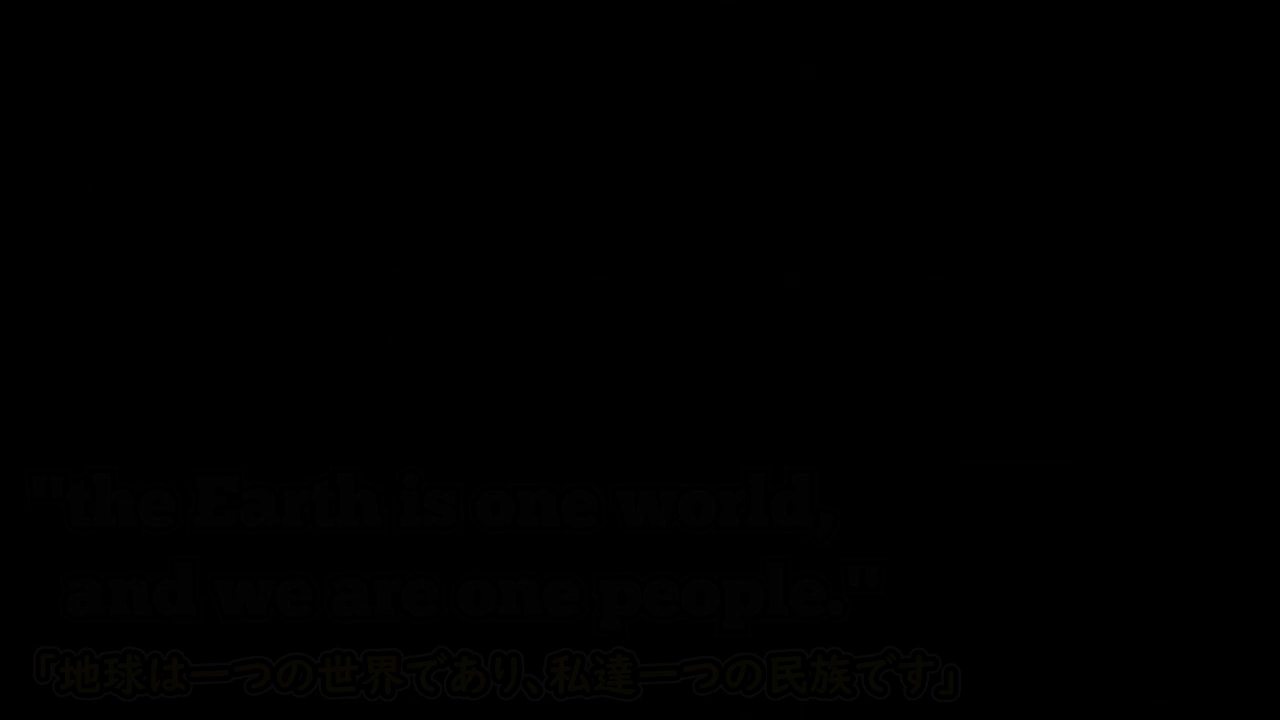 "the Earth is one world,
and we are one people."
「地球は一つの世界であり、私達一つの民族です」